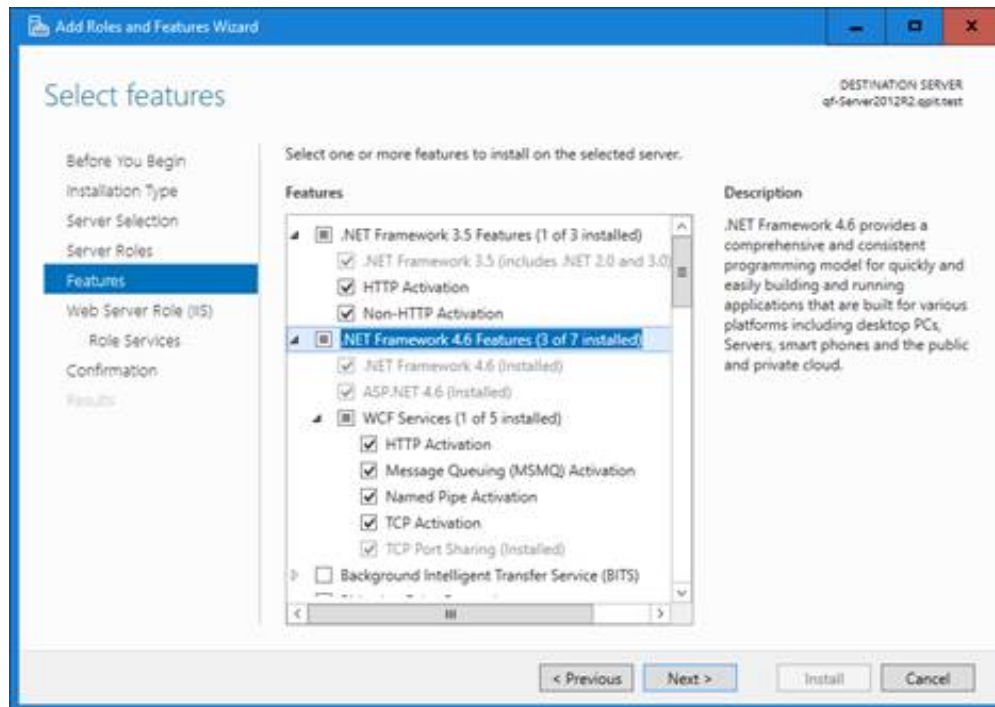 Add Roles and Features Wizard
Select features
DESTINATION SERVER
qf-Server2012R2.qpit.test
Before You Begin
Installation Type
Server Selection
Server Roles
Features
Web Server Role (IIS)
Role Services
Confirmation
Results
Select one or more features to install on the selected server.
Features
.NET Framework 3.5 Features (1 of 3 installed)
.NET Framework 3.5 (includes .NET 2.0 and 3.0)
HTTP Activation
Non-HTTP Activation
.NET Framework 4.6 Features (3 of 7 installed)
.NET Framework 4.6 (Installed)
ASP.NET 4.6 (Installed)
WCF Services (1 of 5 installed)
HTTP Activation
Message Queuing (MSMQ) Activation
Named Pipe Activation
TCP Activation
TCP Port Sharing (Installed)
Background Intelligent Transfer Service (BITS)
Description
.NET Framework 4.6 provides a
comprehensive and consistent
programming model for quickly and
easily building and running
applications that are built for various
platforms including desktop PCs,
Servers, smart phones and the public
and private cloud.
< Previous
Next >
Install
Cancel